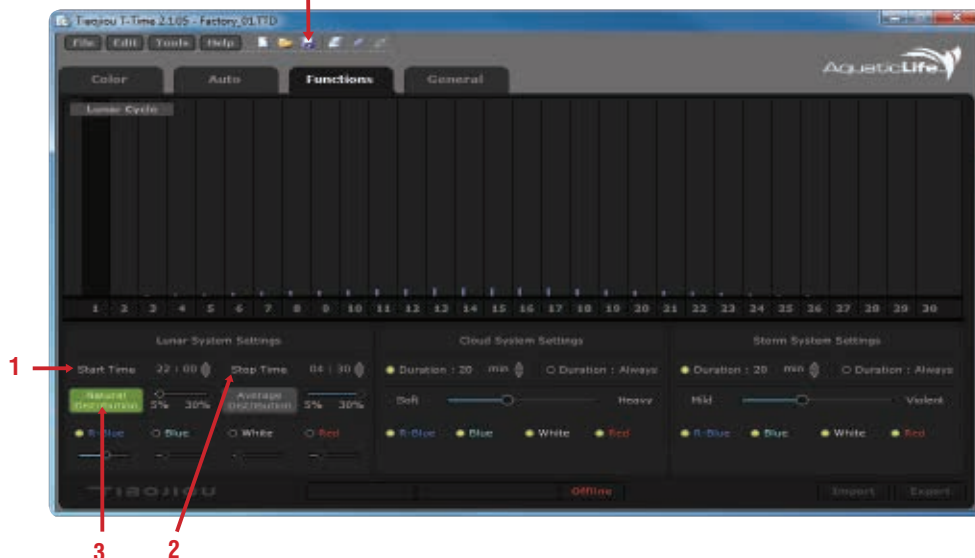 Tiaojiou T-Time 2.1.05 - Factory_01.TTD
File Edit Tools Help
AquaticLife
Color Auto Functions General
Lunar Cycle
1 2 3 4 5 6 7 8 9 10 11 12 13 14 15 16 17 18 19 20 21 22 23 24 25 26 27 28 29 30
Lunar System Settings Cloud System Settings Storm System Settings
1
Start Time 22 : 00 Stop Time 04 : 30 Duration : 20 min Duration : Always Duration : 20 min Duration : Always
Natural Distribution 5% 30% Average Distribution 5% 30% Soft Heavy Mild Violent
R-Blue Blue White Red R-Blue Blue White Red R-Blue Blue White Red
TIAOJIOU Offline Import Export
3 2